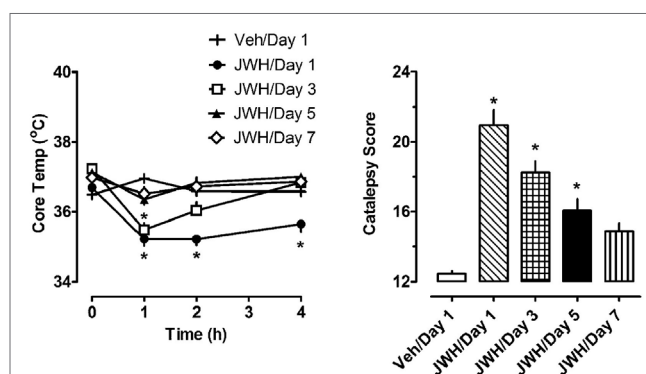 Veh/Day 1
JWH/Day 1
JWH/Day 3
JWH/Day 5
JWH/Day 7
40
38
36
34
Core Temp (°C)
*
*
*
*
0
1
2
3
4
Time (h)
24
20
16
12
Catalepsy Score
*
*
*
Veh/Day 1
JWH/Day 1
JWH/Day 3
JWH/Day 5
JWH/Day 7